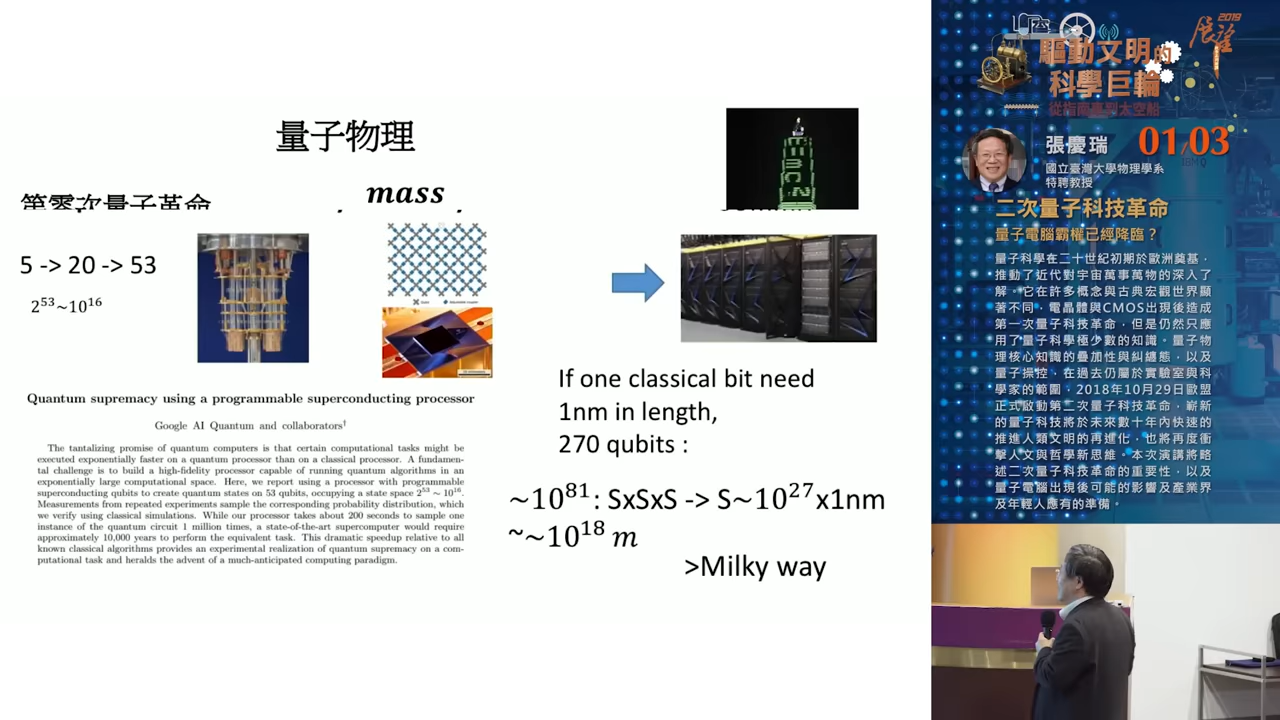 量子物理
第零次量子革命
mass
Emc2
5 -> 20 -> 53
2^53~10^16
Quantum supremacy using a programmable superconducting processor
Google AI Quantum and collaborators†
The tantalizing promise of quantum computers is that certain computational tasks might be
executed exponentially faster on a quantum processor than on a classical processor. A fundamen-
tal challenge is to build a high-fidelity processor capable of running quantum algorithms in an
exponentially large computational space. Here, we report using a processor with programmable
superconducting qubits to create quantum states on 53 qubits, occupying a state space 2^53 ~ 10^16.
Measurements from repeated experiments sample the corresponding probability distribution, which
we verify using classical simulations. While our processor takes about 200 seconds to sample one
instance of the quantum circuit 1 million times, a state-of-the-art supercomputer would require
approximately 10,000 years to perform the equivalent task. This dramatic speedup relative to all
known classical algorithms provides an experimental realization of quantum supremacy on a com-
putational task and heralds the advent of a much-anticipated computing paradigm.
If one classical bit need
1nm in length,
270 qubits :
~10^81: SxSxS -> S~10^27x1nm
~~10^18 m
>Milky way
2019
展望
驅動文明的
科學巨輪
從指南車到太空船
張慶瑞
01/03
國立臺灣大學物理學系
特聘教授
二次量子科技革命
量子電腦霸權已經降臨？
量子科學在二十世紀初期於歐洲奠基，
推動了近代對宇宙萬事萬物的深入了
解。它在許多概念與古典宏觀世界顯
著不同，電晶體與CMOS出現後造成
第一次量子科技革命，但是仍然只應
用了量子科學極少數的知識。量子物
理核心知識的疊加性與糾纏態，以及
量子操控，在過去仍屬於實驗室與科
學家的範圍，2018年10月29日歐盟
正式啟動第二次量子科技革命，嶄新
的量子科技將於未來數十年內快速的
推進人類文明的再進化，也將再度衝
擊人文與哲學新思維。本次演講將略
述二次量子科技革命的重要性，以及
量子電腦出現後可能的影響及產業界
及年輕人應有的準備。